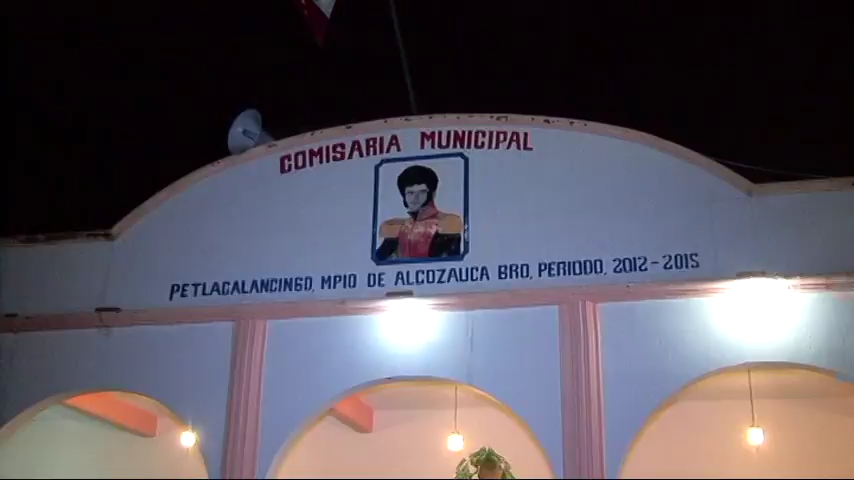 COMISARIA MUNICIPAL
PETLACALANCINGO, MPIO DE ALCOZAUCA GRO, PERIODO, 2012-2015